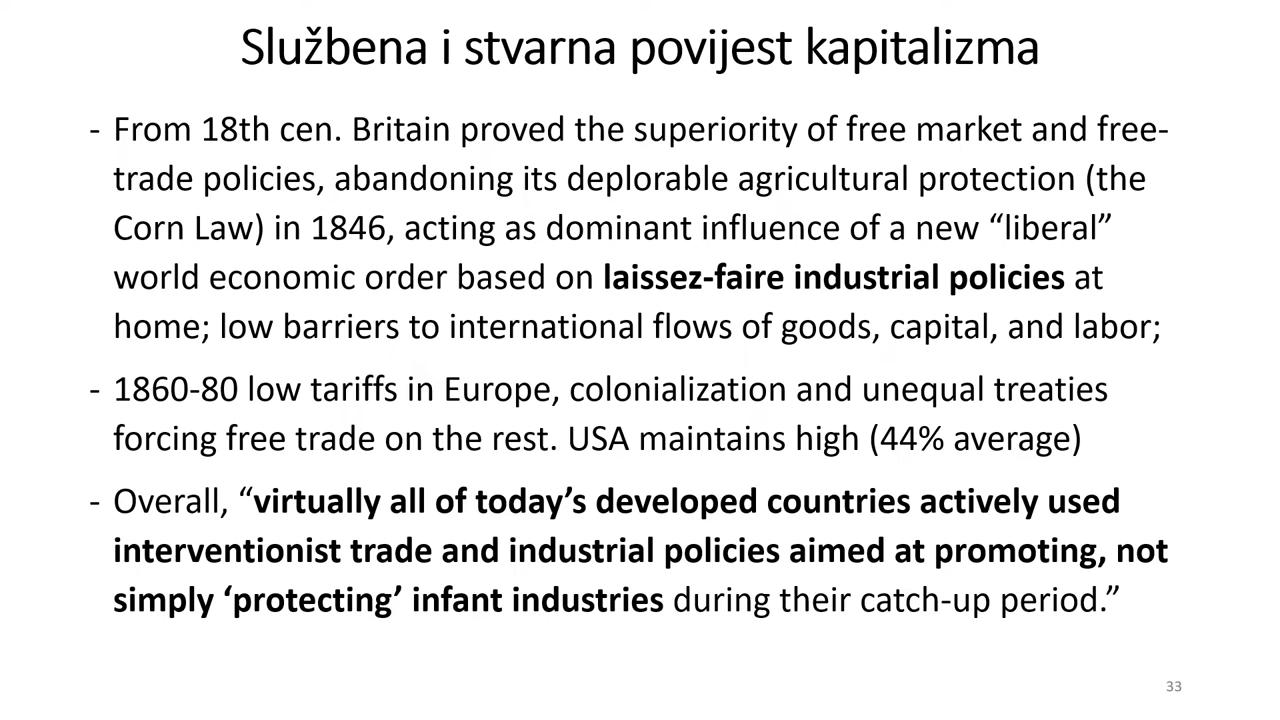 Službena i stvarna povijest kapitalizma
- From 18th cen. Britain proved the superiority of free market and free-
trade policies, abandoning its deplorable agricultural protection (the
Corn Law) in 1846, acting as dominant influence of a new “liberal”
world economic order based on laissez-faire industrial policies at
home; low barriers to international flows of goods, capital, and labor;
- 1860-80 low tariffs in Europe, colonialization and unequal treaties
forcing free trade on the rest. USA maintains high (44% average)
- Overall, “virtually all of today’s developed countries actively used
interventionist trade and industrial policies aimed at promoting, not
simply ‘protecting’ infant industries during their catch-up period.”
33